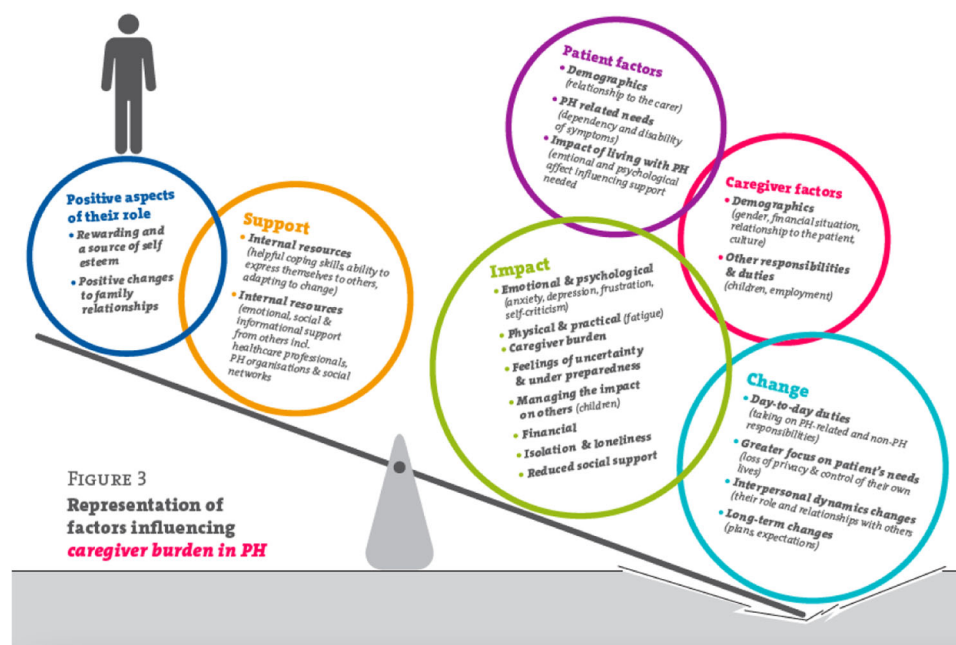 Positive aspects
of their role
• Rewarding and
a source of self
esteem
• Positive changes
to family
relationships
Support
• Internal resources
(helpful coping skills, ability to
express themselves to others,
adapting to change)
• Internal resources
(emotional, social &
informational support
from others incl.
healthcare professionals,
PH organisations & social
networks
Patient factors
• Demographics
(relationship to the carer)
• PH related needs
(dependency and disability
of symptoms)
• Impact of living with PH
(emtional and psychological
affect influencing support
needed
Caregiver factors
• Demographics
(gender, financial situation,
relationship to the patient,
culture)
• Other responsibilities
& duties
(children, employment)
Impact
• Emotional & psychological
(anxiety, depression, frustration,
self-criticism)
• Physical & practical (fatigue)
• Caregiver burden
• Feelings of uncertainty
& under preparedness
• Managing the impact
on others (children)
• Financial
• Isolation & loneliness
• Reduced social support
Change
• Day-to-day duties
(taking on PH-related and non-PH
responsibilities)
• Greater focus on patient's needs
(loss of privacy & control of their own
lives)
• Interpersonal dynamics changes
(their role and relationships with others
• Long-term changes
(plans, expectations)
FIGURE 3
Representation of
factors influencing
caregiver burden in PH